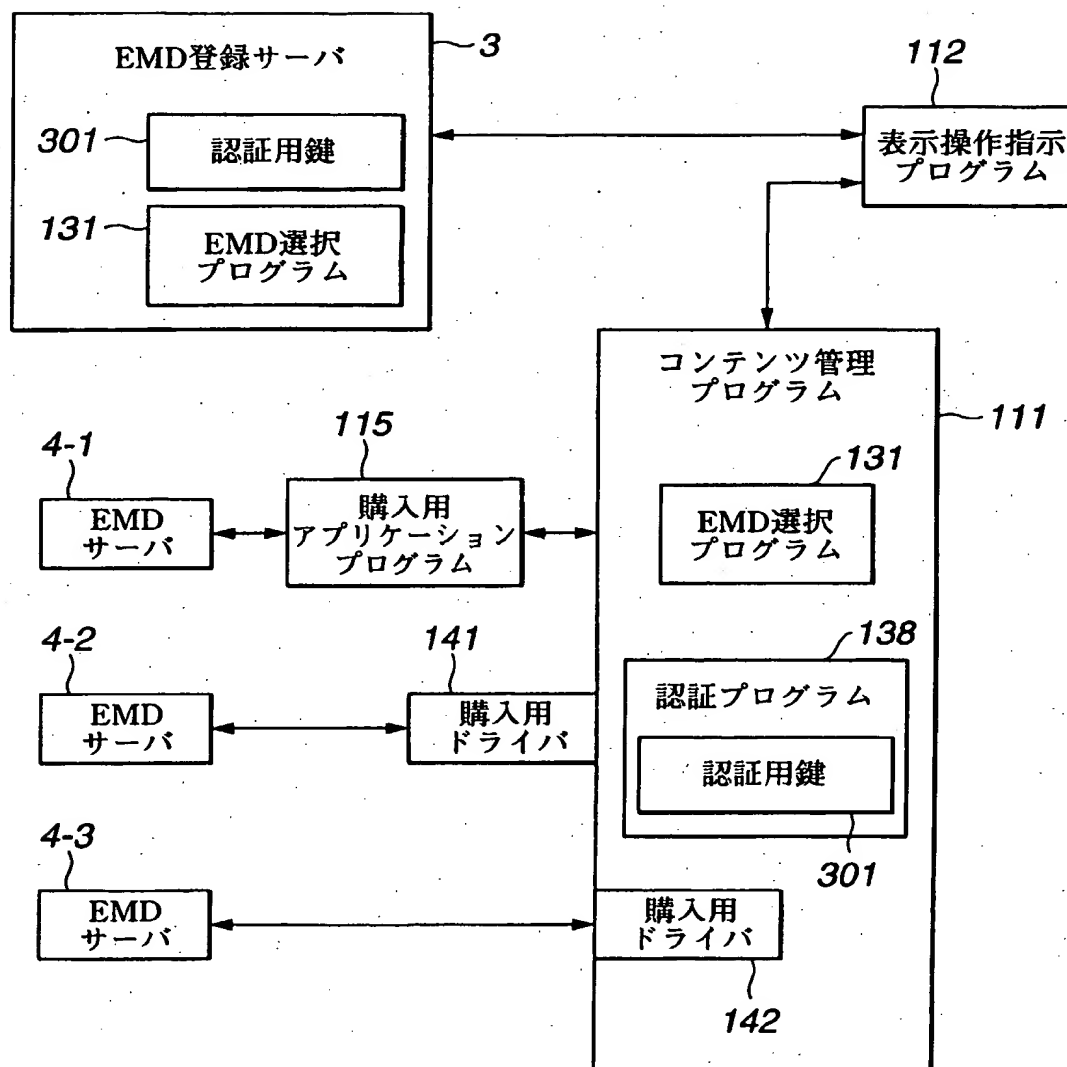 EMD登録サーバ
3
301
認証用鍵
131
EMD選択
プログラム
112
表示操作指示
プログラム
コンテンツ管理
プログラム
111
4-1
EMD
サーバ
115
購入用
アプリケーション
プログラム
131
EMD選択
プログラム
4-2
EMD
サーバ
141
購入用
ドライバ
138
認証プログラム
認証用鍵
301
4-3
EMD
サーバ
購入用
ドライバ
142